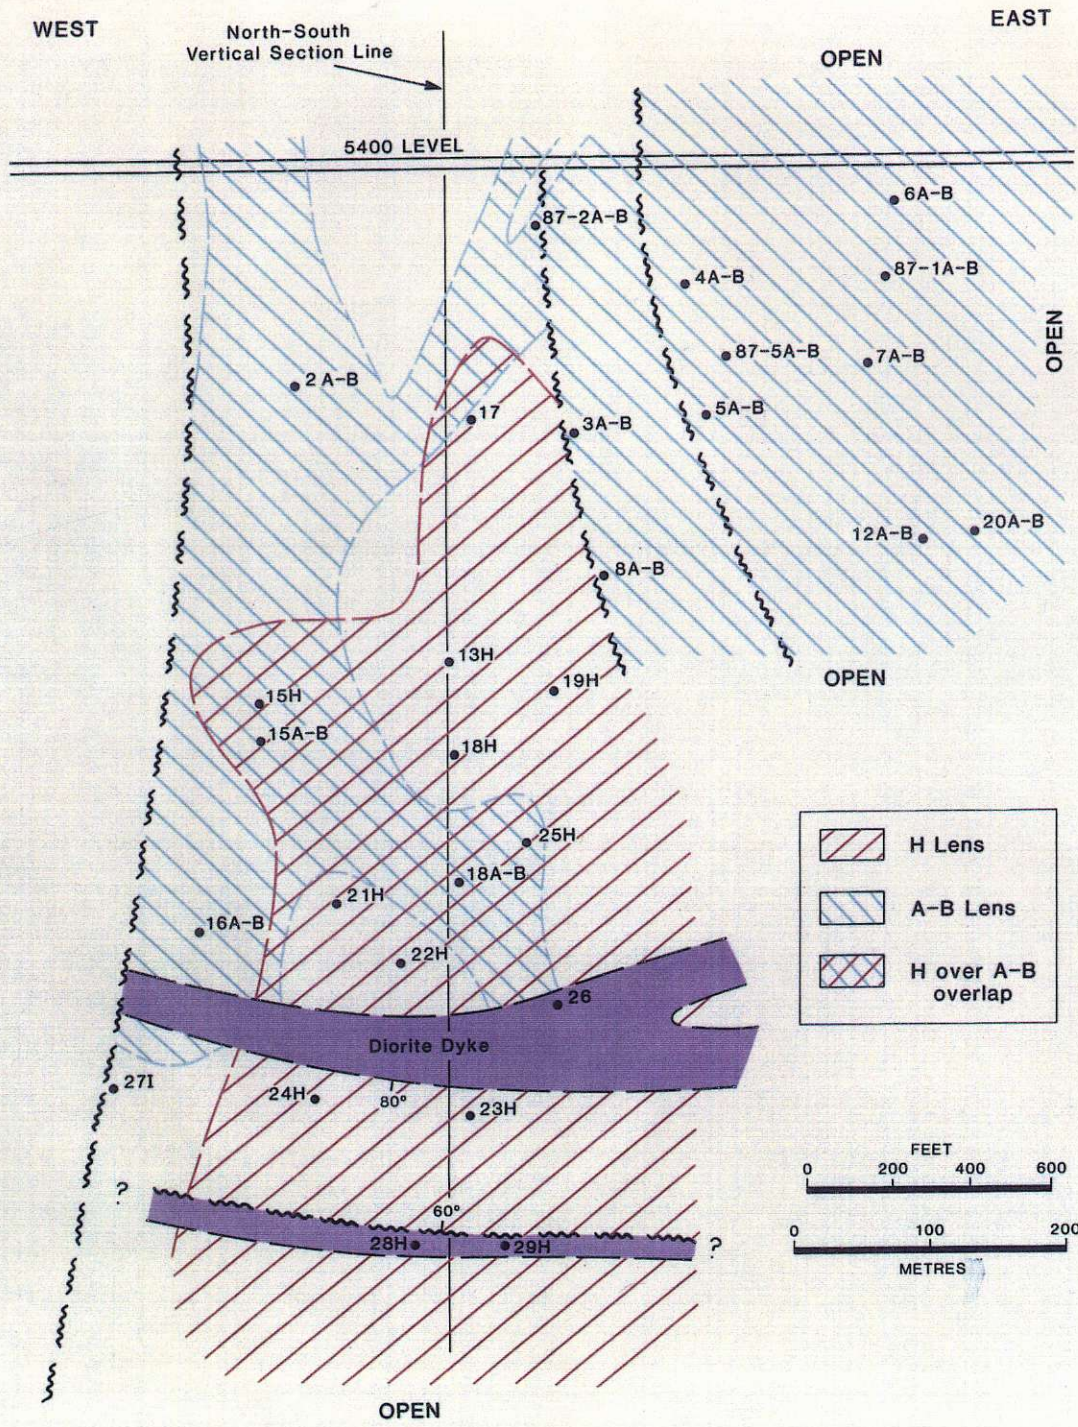 WEST
EAST
North-South
Vertical Section Line
OPEN
5400 LEVEL
6A-B
87-2A-B
87-1A-B
4A-B
OPEN
87-5A-B
7A-B
2 A-B
5A-B
17
3A-B
20A-B
12A-B
8A-B
13H
19H
OPEN
15H
15A-B
18H
25H
H Lens
18A-B
21H
A-B Lens
16A-B
22H
H over A-B
overlap
26
Diorite Dyke
27I
24H
80°
23H
FEET
0 200 400 600
?
60°
0 100 200
28H
29H
?
METRES
OPEN